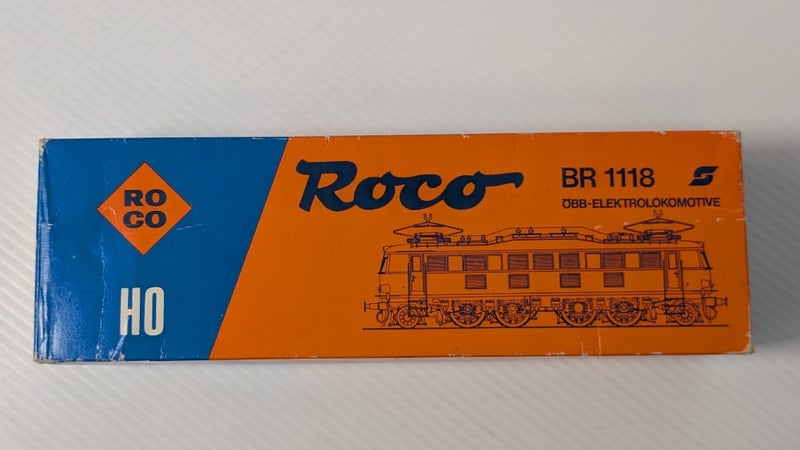 RO
CO
HO
Roco
BR 1118
ÖBB-ELEKTROLOKOMOTIVE